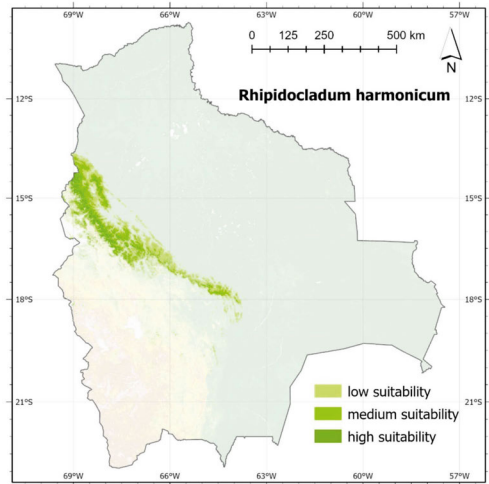 69°W 66°W 63°W 60°W 57°W
0 125 250 500 km
N
Rhipidocladum harmonicum
12°S 12°S
15°S 15°S
18°S 18°S
low suitability
medium suitability
21°S 21°S
high suitability
69°W 66°W 63°W 60°W 57°W